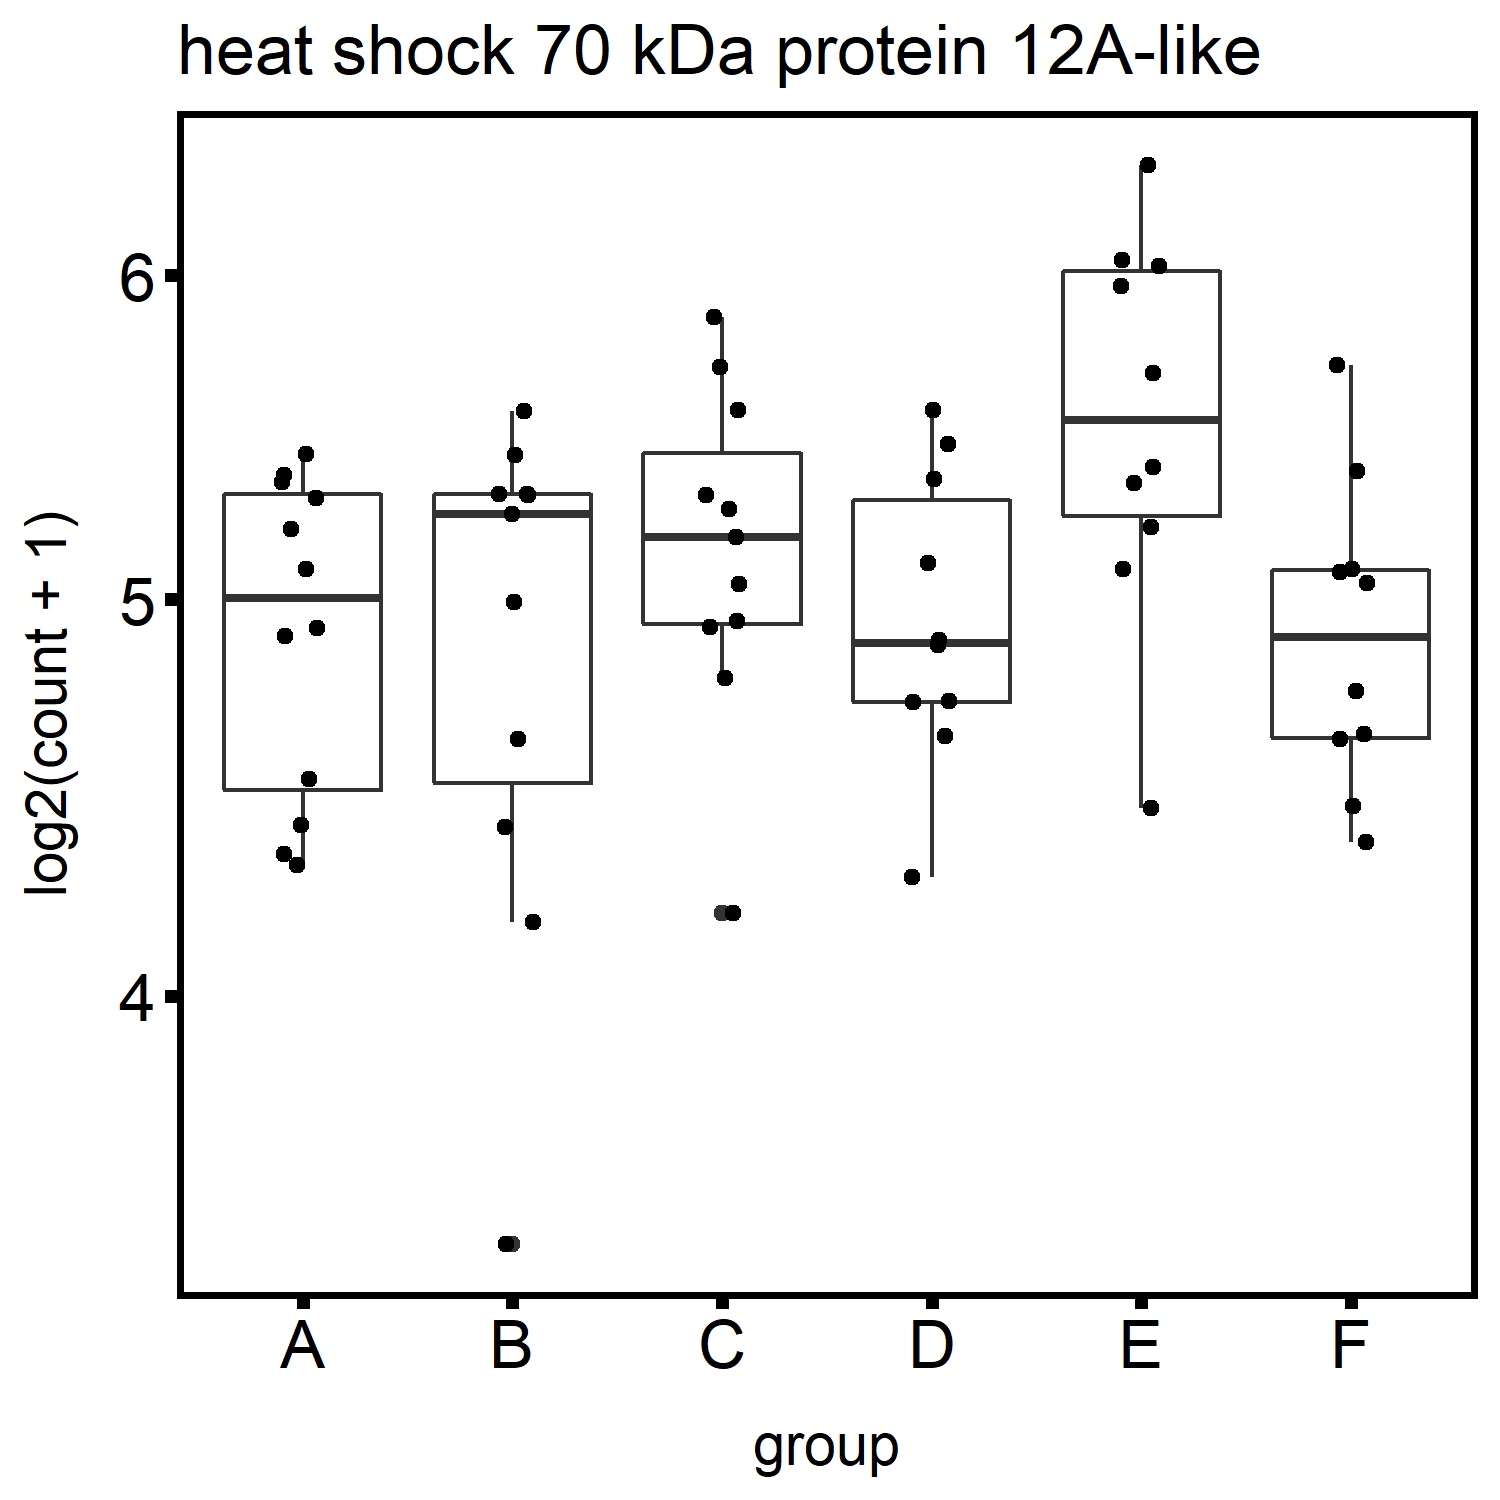 heat shock 70 kDa protein 12A-like
log2(count + 1)
6
5
4
A B C D E F
group